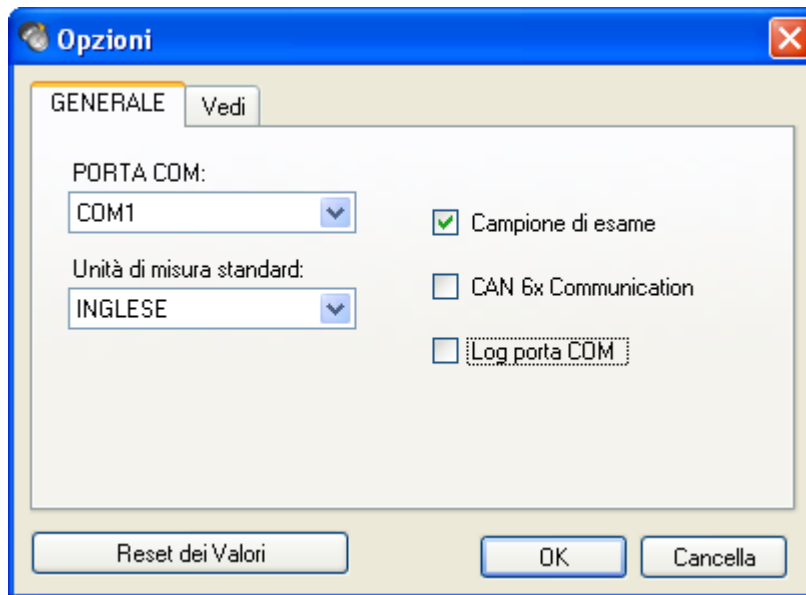 Opzioni
GENERALE
Vedi
PORTA COM:
COM1
Unità di misura standard:
INGLESE
Campione di esame
CAN 6x Communication
Log porta COM
Reset dei Valori
OK
Cancella